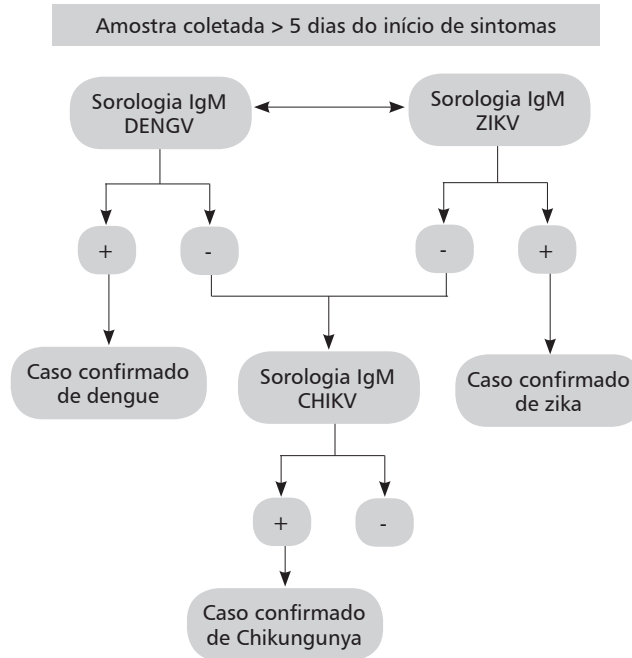 Amostra coletada > 5 dias do início de sintomas
Sorologia IgM
DENGV
Sorologia IgM
ZIKV
+
-
-
+
Caso confirmado
de dengue
Sorologia IgM
CHIKV
Caso confirmado
de zika
+
-
Caso confirmado
de Chikungunya